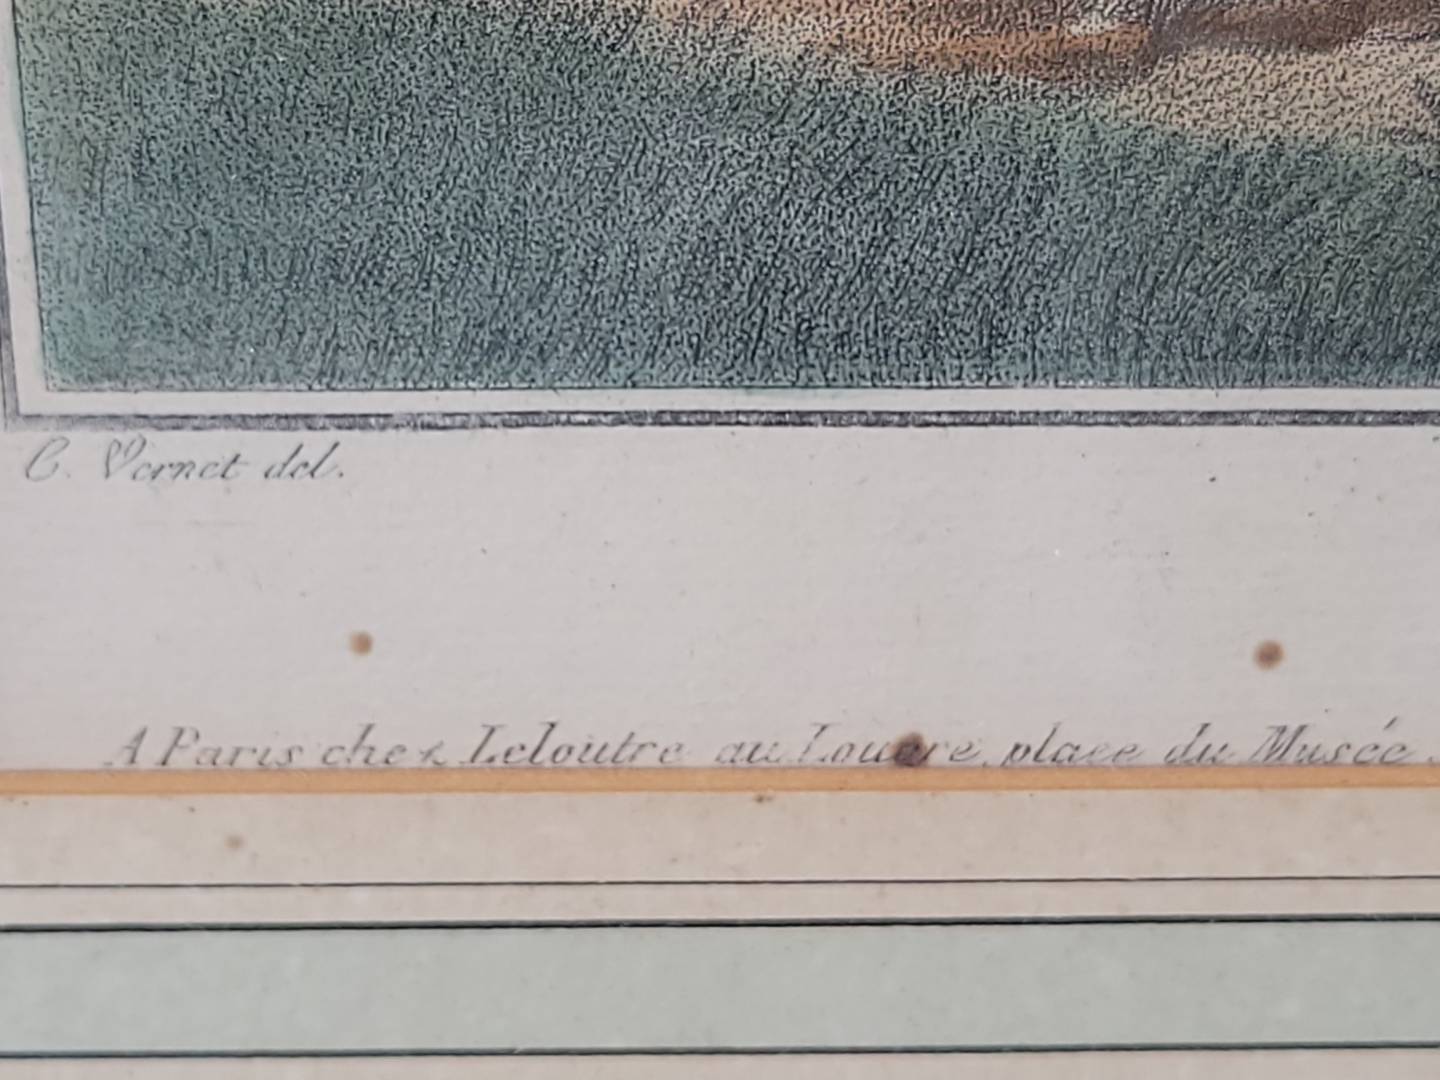 C. Vernet del.
A Paris chez Leloutre au Louvre, place du Musée.